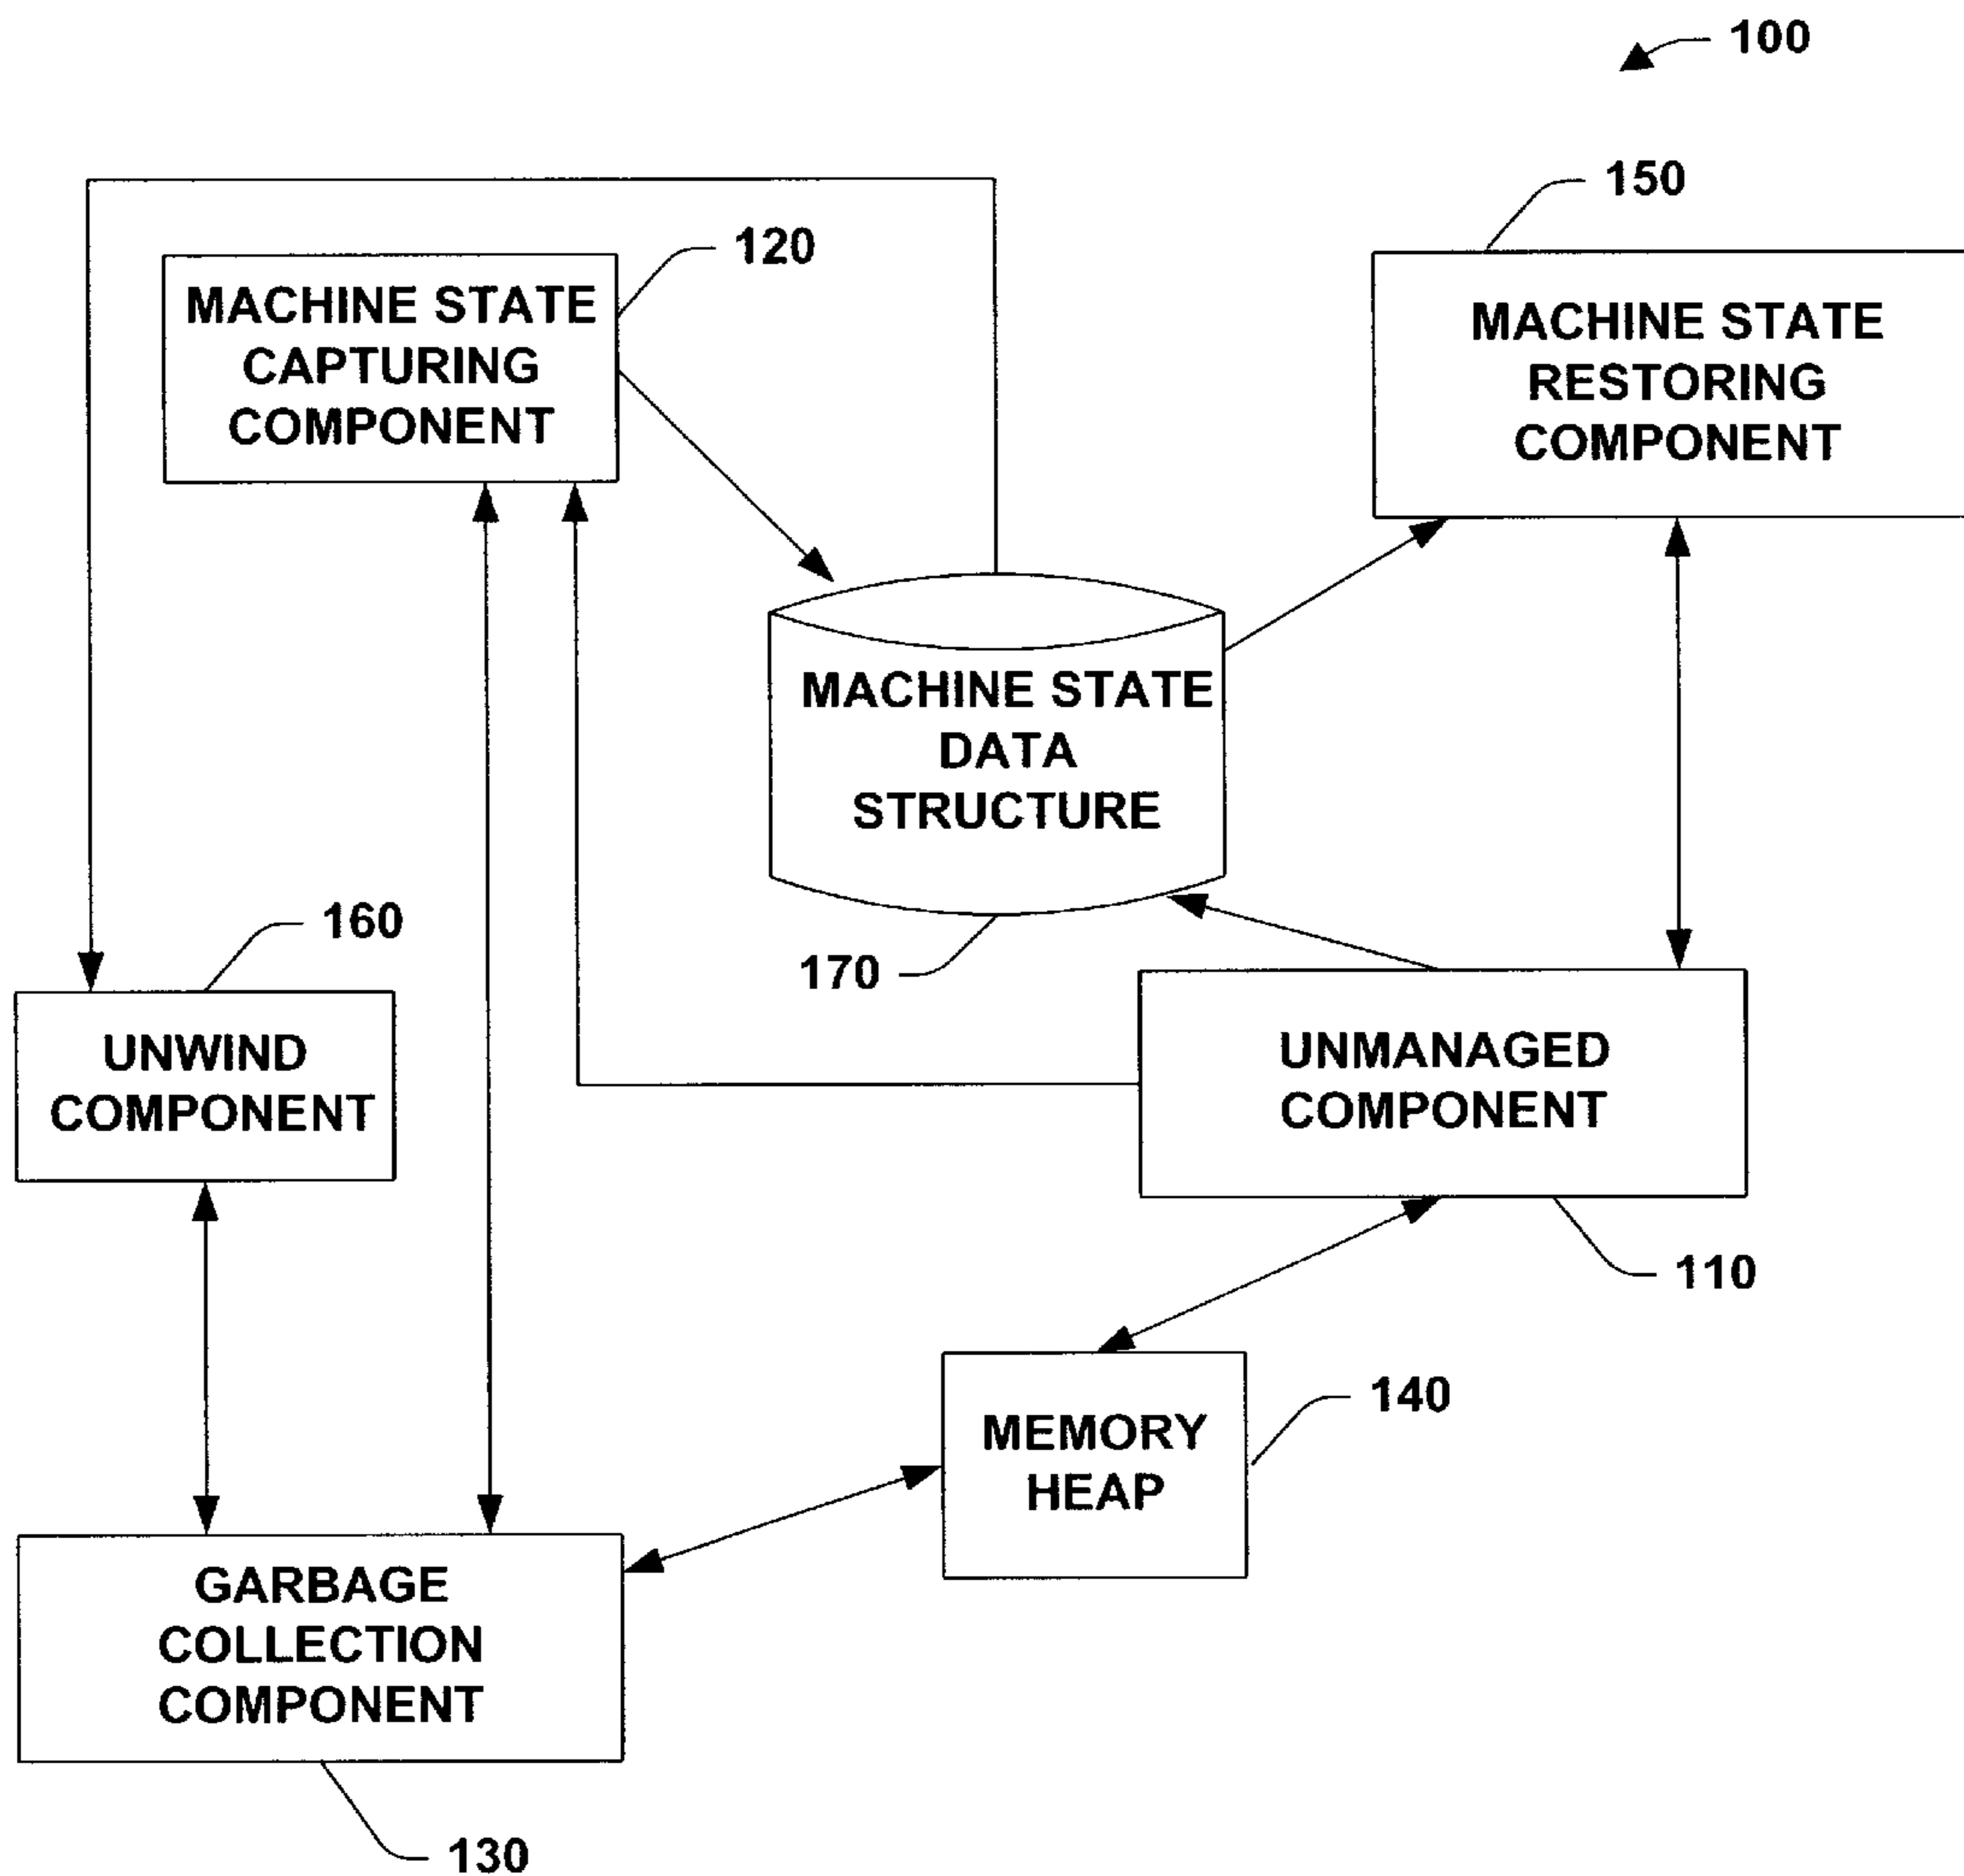 100
150
120
MACHINE STATE
CAPTURING
COMPONENT
MACHINE STATE
RESTORING
COMPONENT
MACHINE STATE
DATA
STRUCTURE
160
170
UNWIND
COMPONENT
UNMANAGED
COMPONENT
110
140
MEMORY
HEAP
GARBAGE
COLLECTION
COMPONENT
130